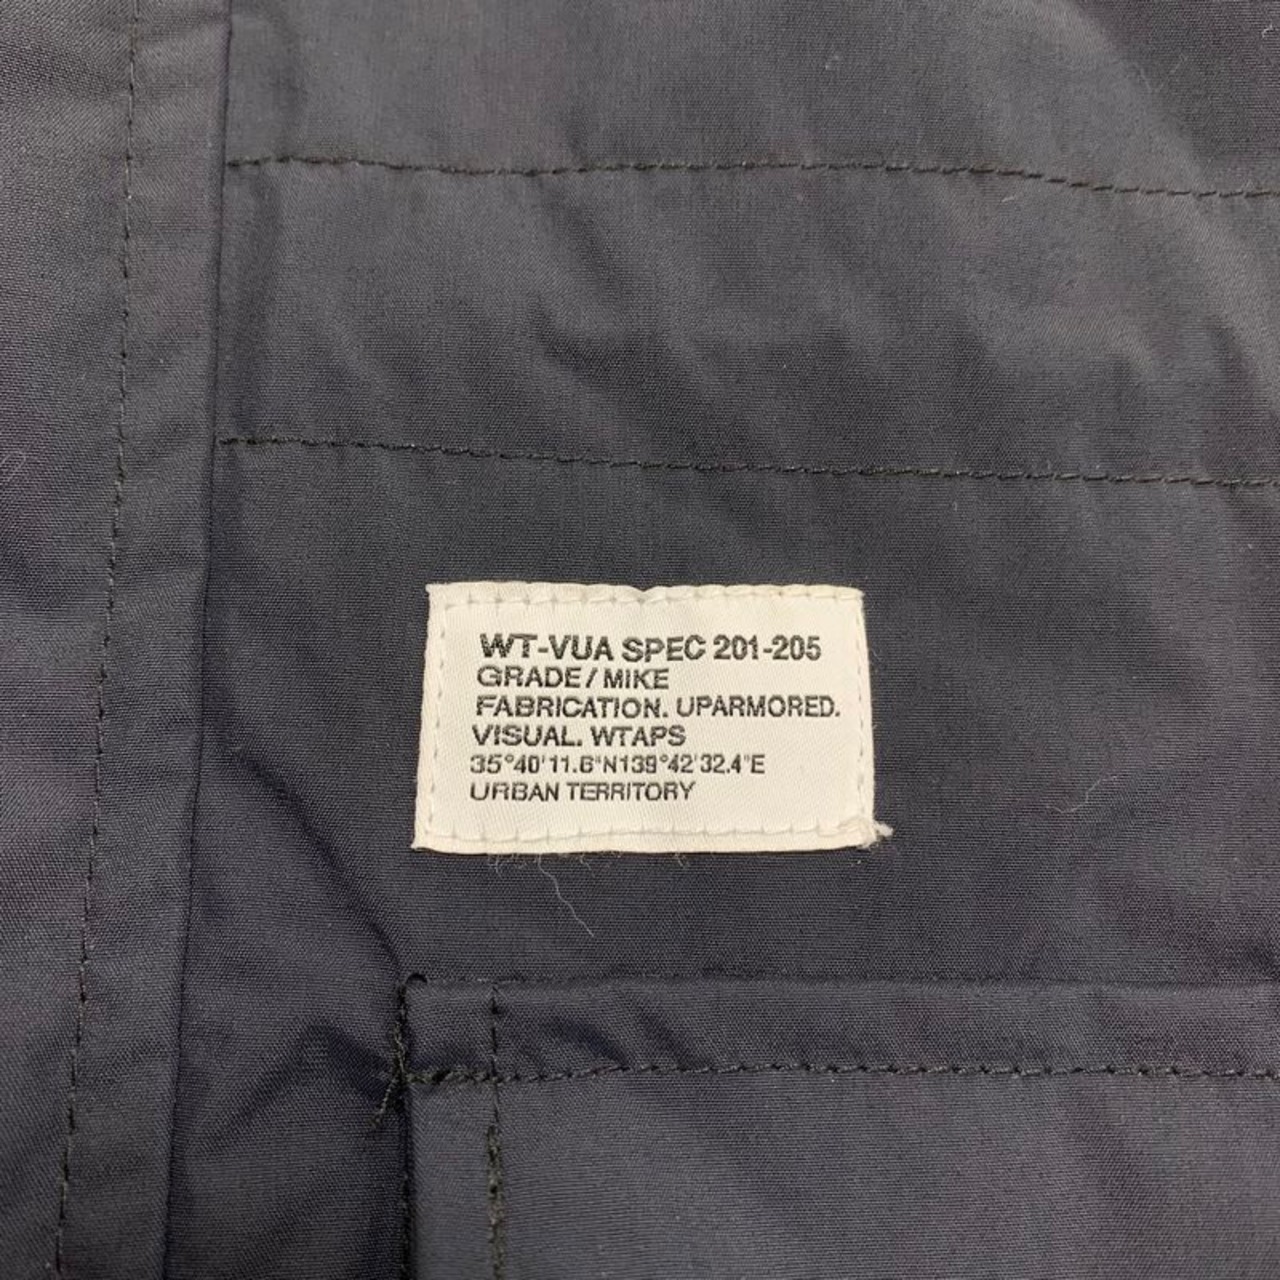 WT-VUA SPEC 201-205
GRADE / MIKE
FABRICATION. UPARMORED.
VISUAL. WTAPS
35°40'11.6"N139°42'32.4"E
URBAN TERRITORY